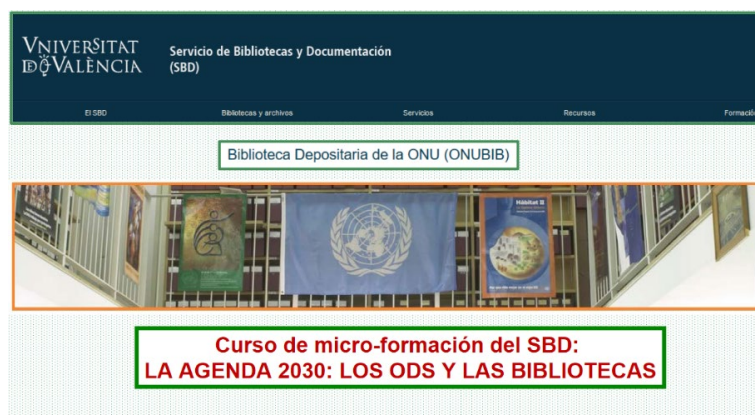 VNIVERSITAT
DE VALÈNCIA
Servicio de Bibliotecas y Documentación
(SBD)
El SBD
Bibliotecas y archivos
Servicios
Recursos
Biblioteca Depositaria de la ONU (ONUBIB)
Hábitat II
Curso de micro-formación del SBD:
LA AGENDA 2030: LOS ODS Y LAS BIBLIOTECAS